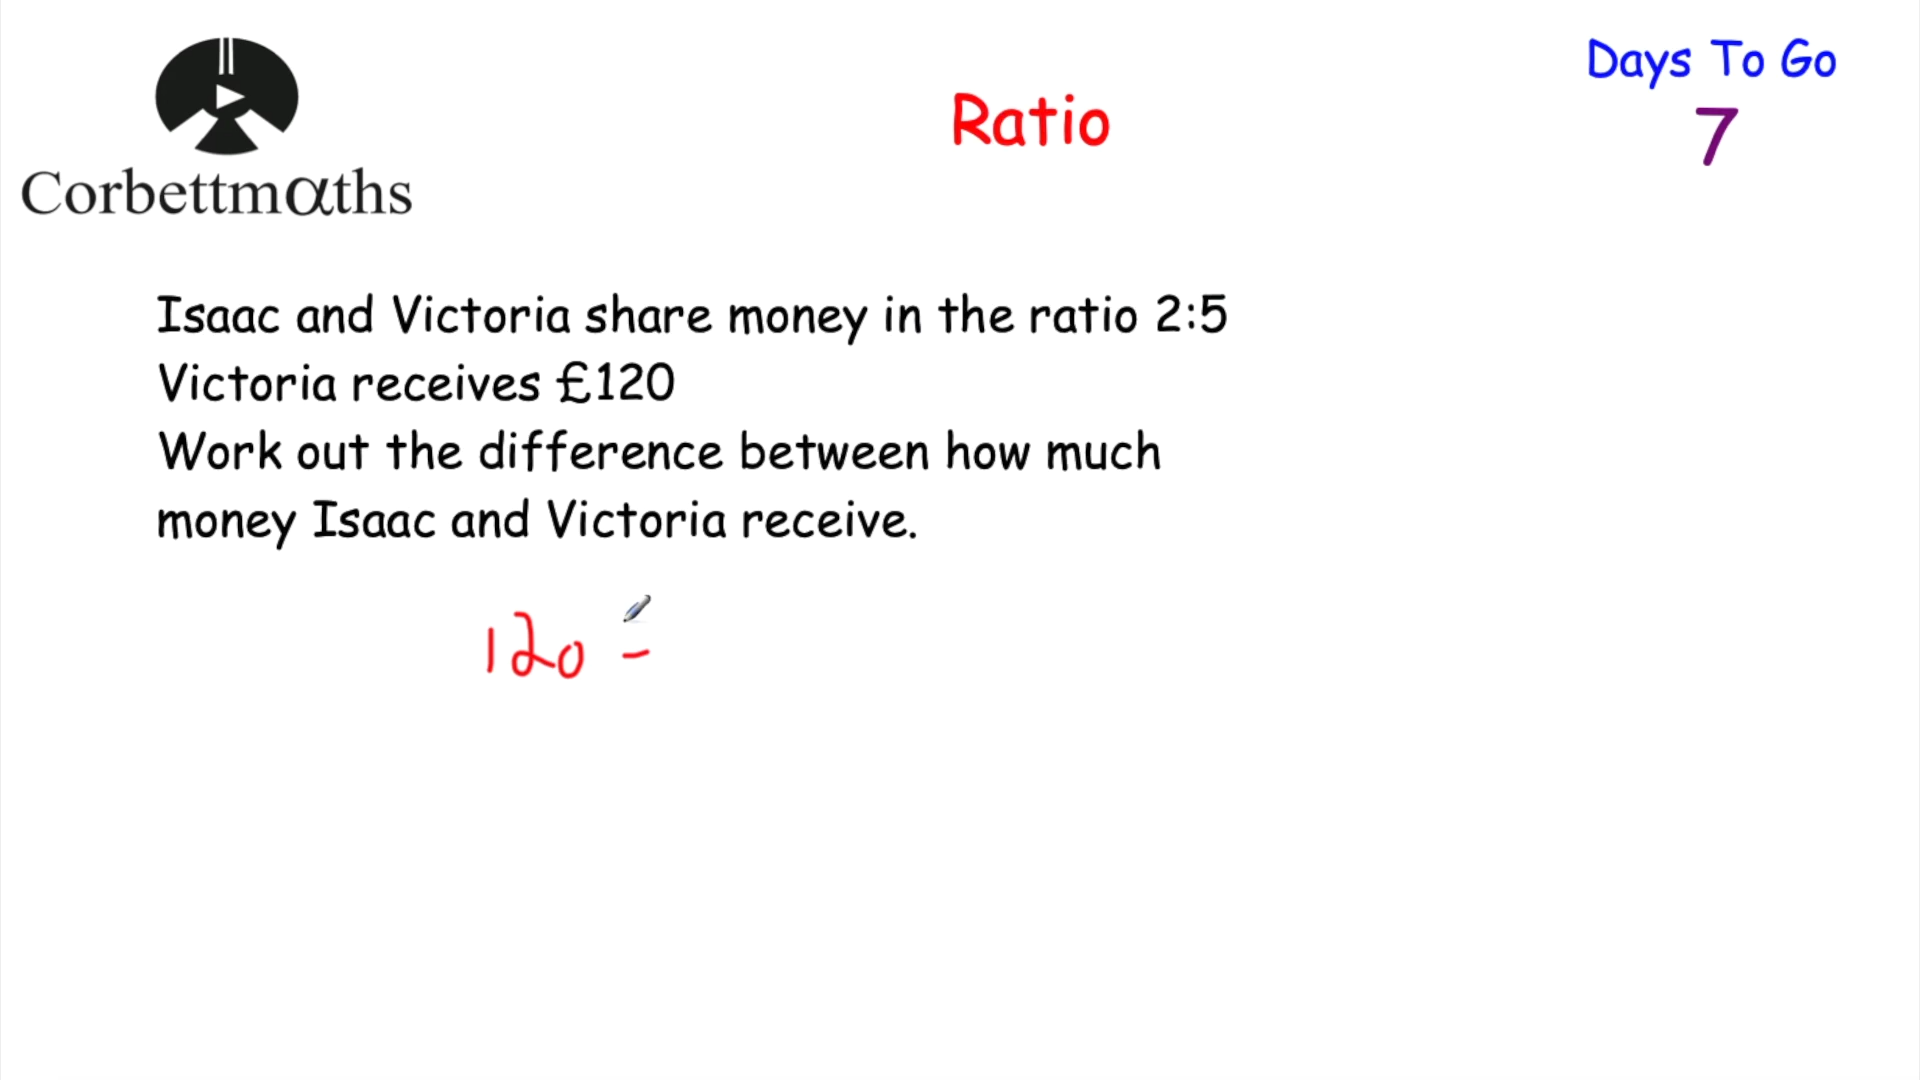 Days To Go
7
Ratio
Corbettmαths
Isaac and Victoria share money in the ratio 2:5
Victoria receives £120
Work out the difference between how much
money Isaac and Victoria receive.
120 -